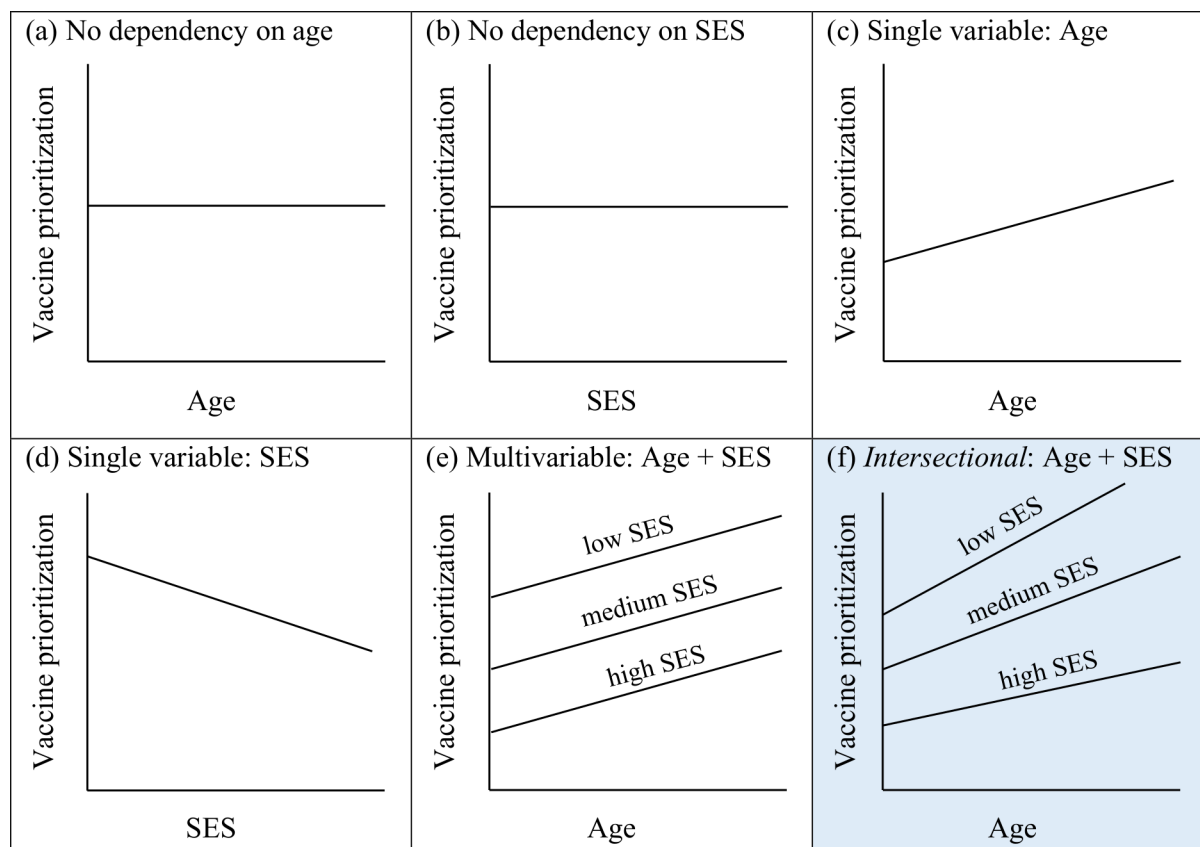 (a) No dependency on age
Vaccine prioritization
Age
(b) No dependency on SES
Vaccine prioritization
SES
(c) Single variable: Age
Vaccine prioritization
Age
(d) Single variable: SES
Vaccine prioritization
SES
(e) Multivariable: Age + SES
Vaccine prioritization
low SES
medium SES
high SES
Age
(f) Intersectional: Age + SES
Vaccine prioritization
low SES
medium SES
high SES
Age